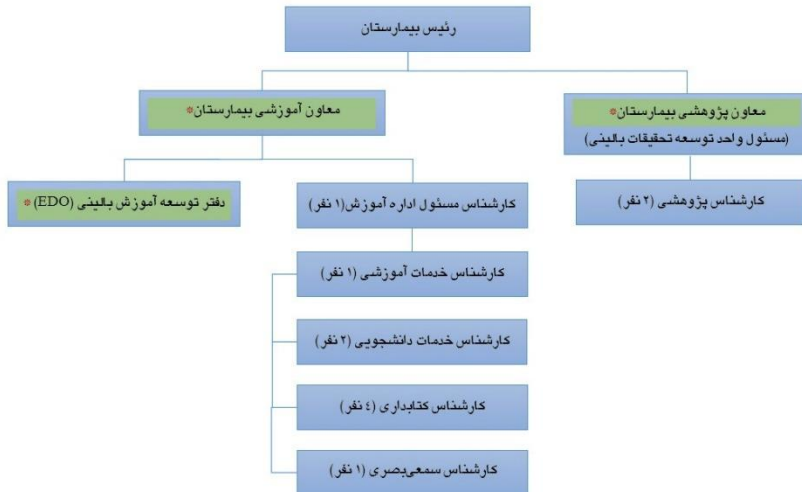 رئیس بیمارستان
معاون پژوهشی بیمارستان*
(مسئول واحد توسعه تحقیقات بالینی)
معاون آموزشی بیمارستان*
کارشناس پژوهشی (۲ نفر)
کارشناس مسئول اداره آموزش(۱ نفر)
دفتر توسعه آموزش بالینی (EDO) *
کارشناس خدمات آموزشی (۱ نفر)
کارشناس خدمات دانشجویی (۲ نفر)
کارشناس کتابداری (٤ نفر)
کارشناس سمعی‌بصری (۱ نفر)